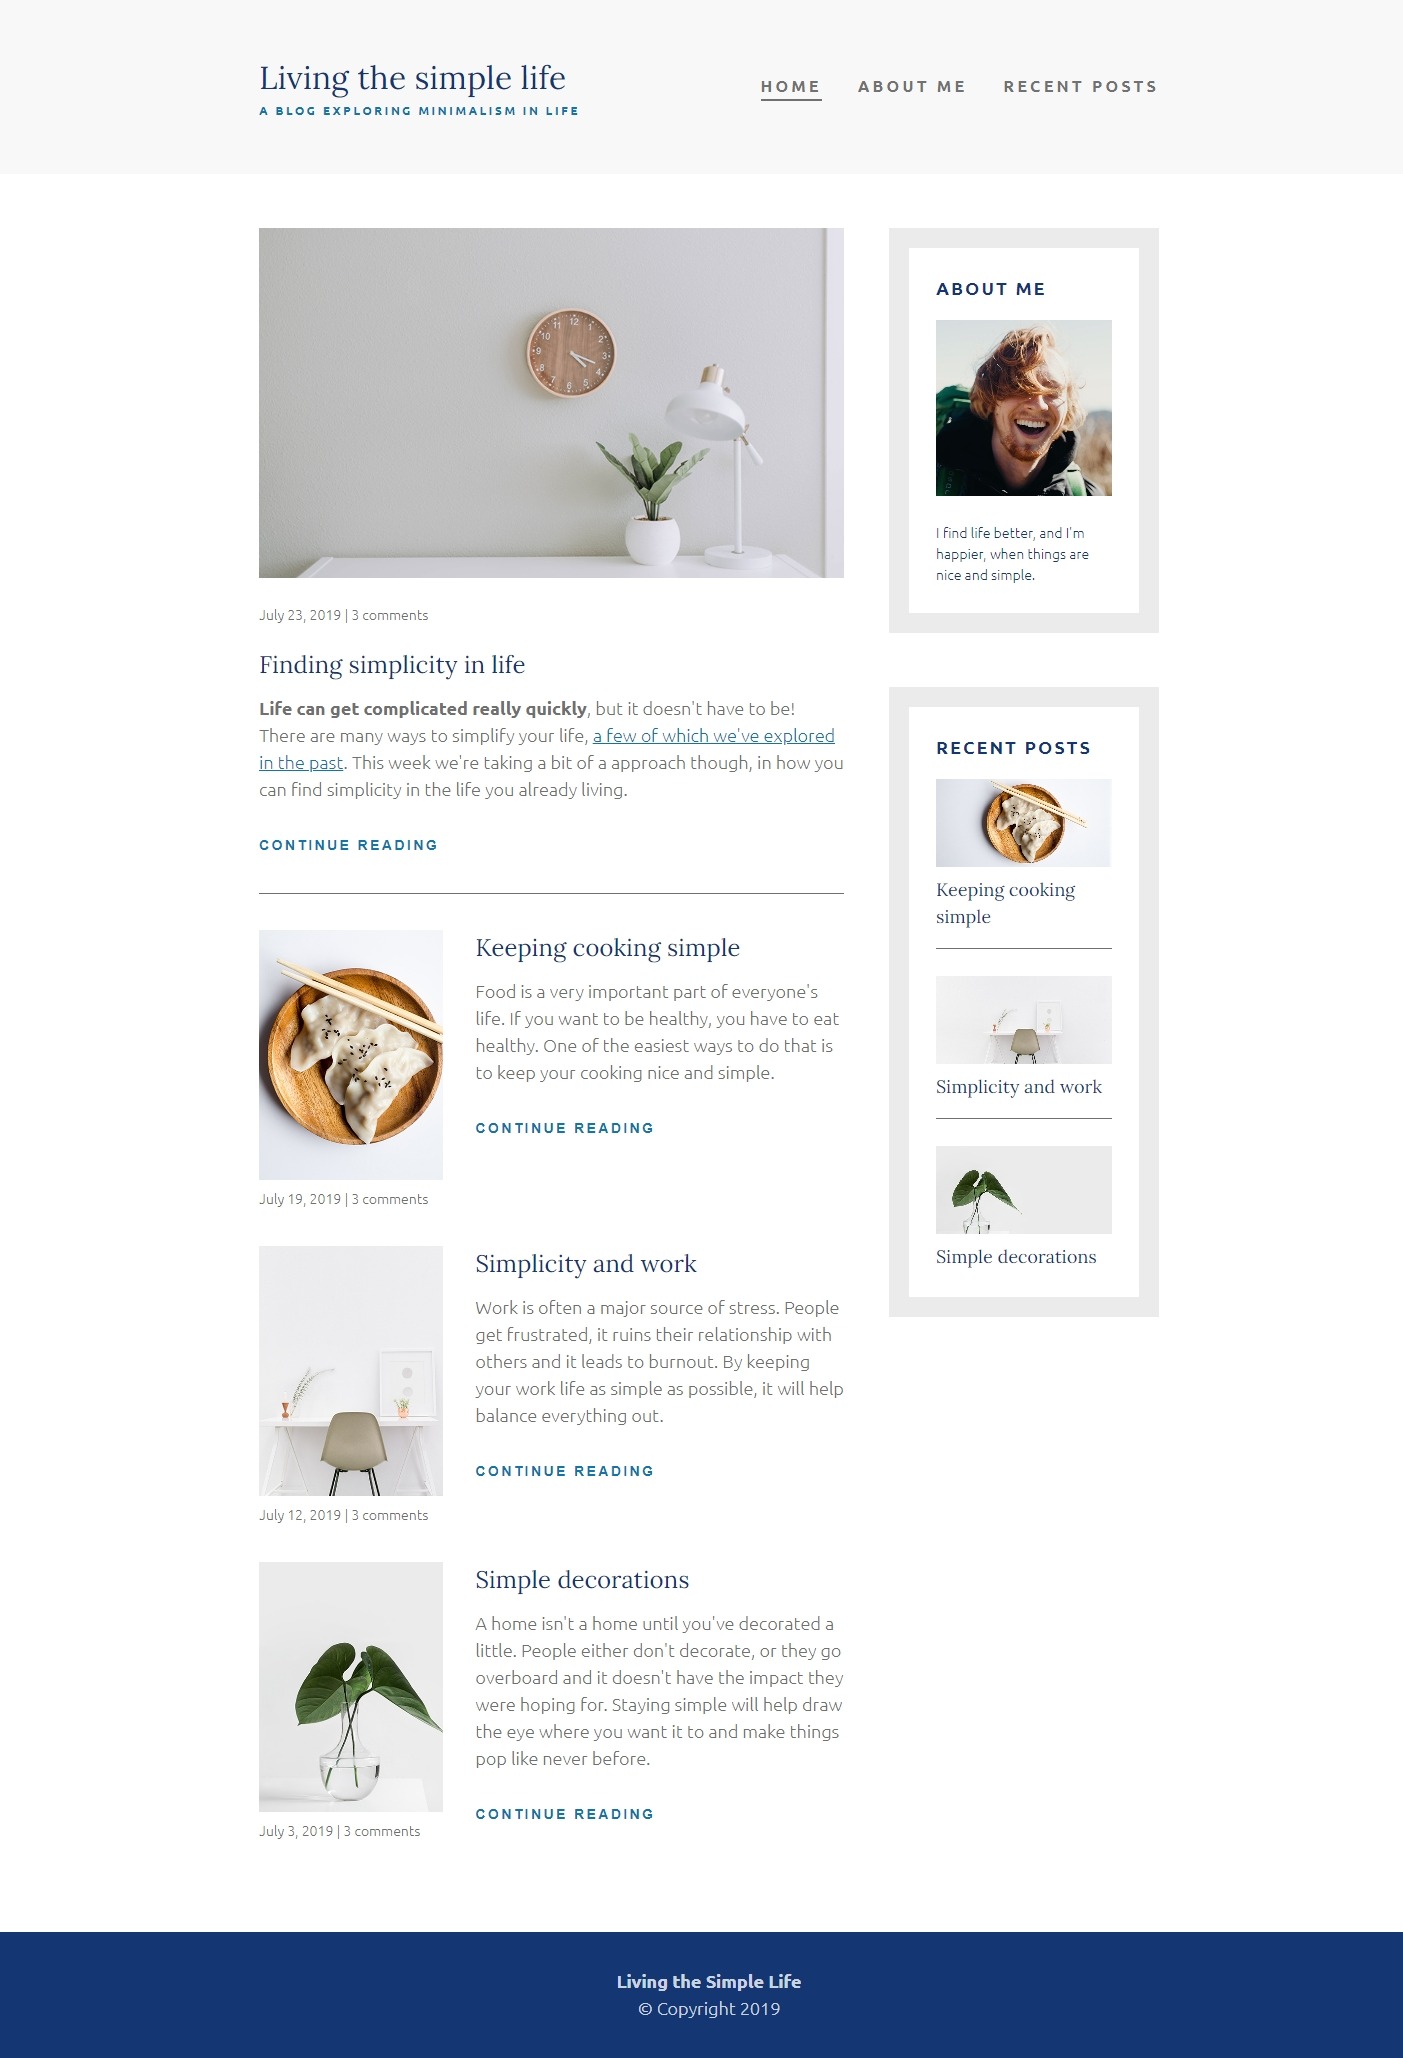 Living the simple life
A BLOG EXPLORING MINIMALISM IN LIFE
HOME ABOUT ME RECENT POSTS
12
11
1
10
2
9
3
8
4
7
5
6
July 23, 2019 | 3 comments
Finding simplicity in life
Life can get complicated really quickly, but it doesn't have to be!
There are many ways to simplify your life, a few of which we've explored
in the past. This week we're taking a bit of a approach though, in how you
can find simplicity in the life you already living.
CONTINUE READING
Keeping cooking simple
Food is a very important part of everyone's
life. If you want to be healthy, you have to eat
healthy. One of the easiest ways to do that is
to keep your cooking nice and simple.
CONTINUE READING
July 19, 2019 | 3 comments
Simplicity and work
Work is often a major source of stress. People
get frustrated, it ruins their relationship with
others and it leads to burnout. By keeping
your work life as simple as possible, it will help
balance everything out.
CONTINUE READING
July 12, 2019 | 3 comments
Simple decorations
A home isn't a home until you've decorated a
little. People either don't decorate, or they go
overboard and it doesn't have the impact they
were hoping for. Staying simple will help draw
the eye where you want it to and make things
pop like never before.
CONTINUE READING
July 3, 2019 | 3 comments
ABOUT ME
I find life better, and I'm
happier, when things are
nice and simple.
RECENT POSTS
Keeping cooking
simple
Simplicity and work
Simple decorations
Living the Simple Life
© Copyright 2019